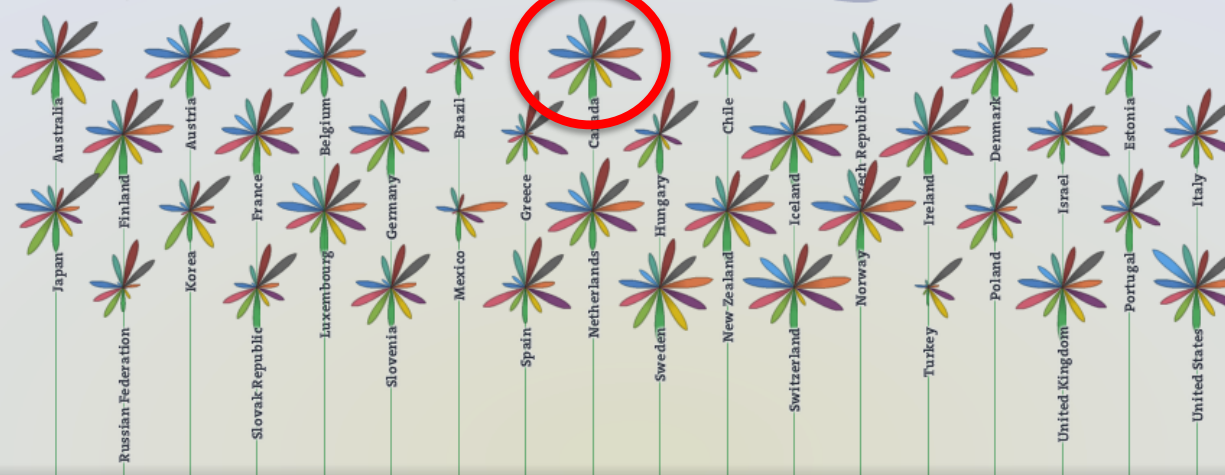 Australia
Austria
Belgium
Brazil
Canada
Chile
Czech Republic
Denmark
Estonia
Finland
France
Germany
Greece
Hungary
Iceland
Ireland
Israel
Italy
Japan
Korea
Luxembourg
Mexico
Netherlands
New Zealand
Norway
Poland
Portugal
Russian Federation
Slovak Republic
Slovenia
Spain
Sweden
Switzerland
Turkey
United Kingdom
United States